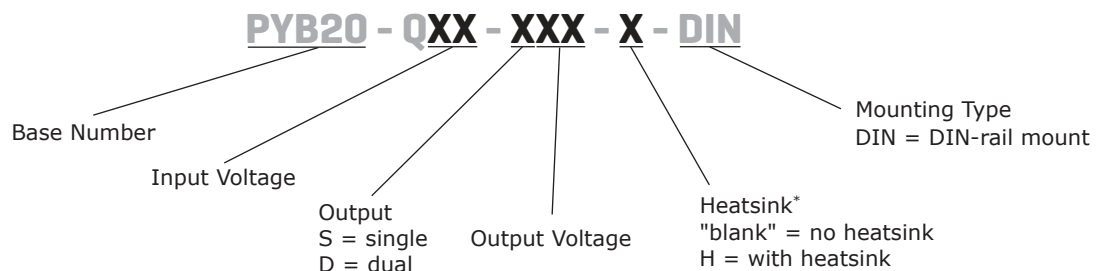 PYB20 - QXX - XXX - X - DIN
Base Number
Input Voltage
Output
S = single
D = dual
Output Voltage
Heatsink*
"blank" = no heatsink
H = with heatsink
Mounting Type
DIN = DIN-rail mount